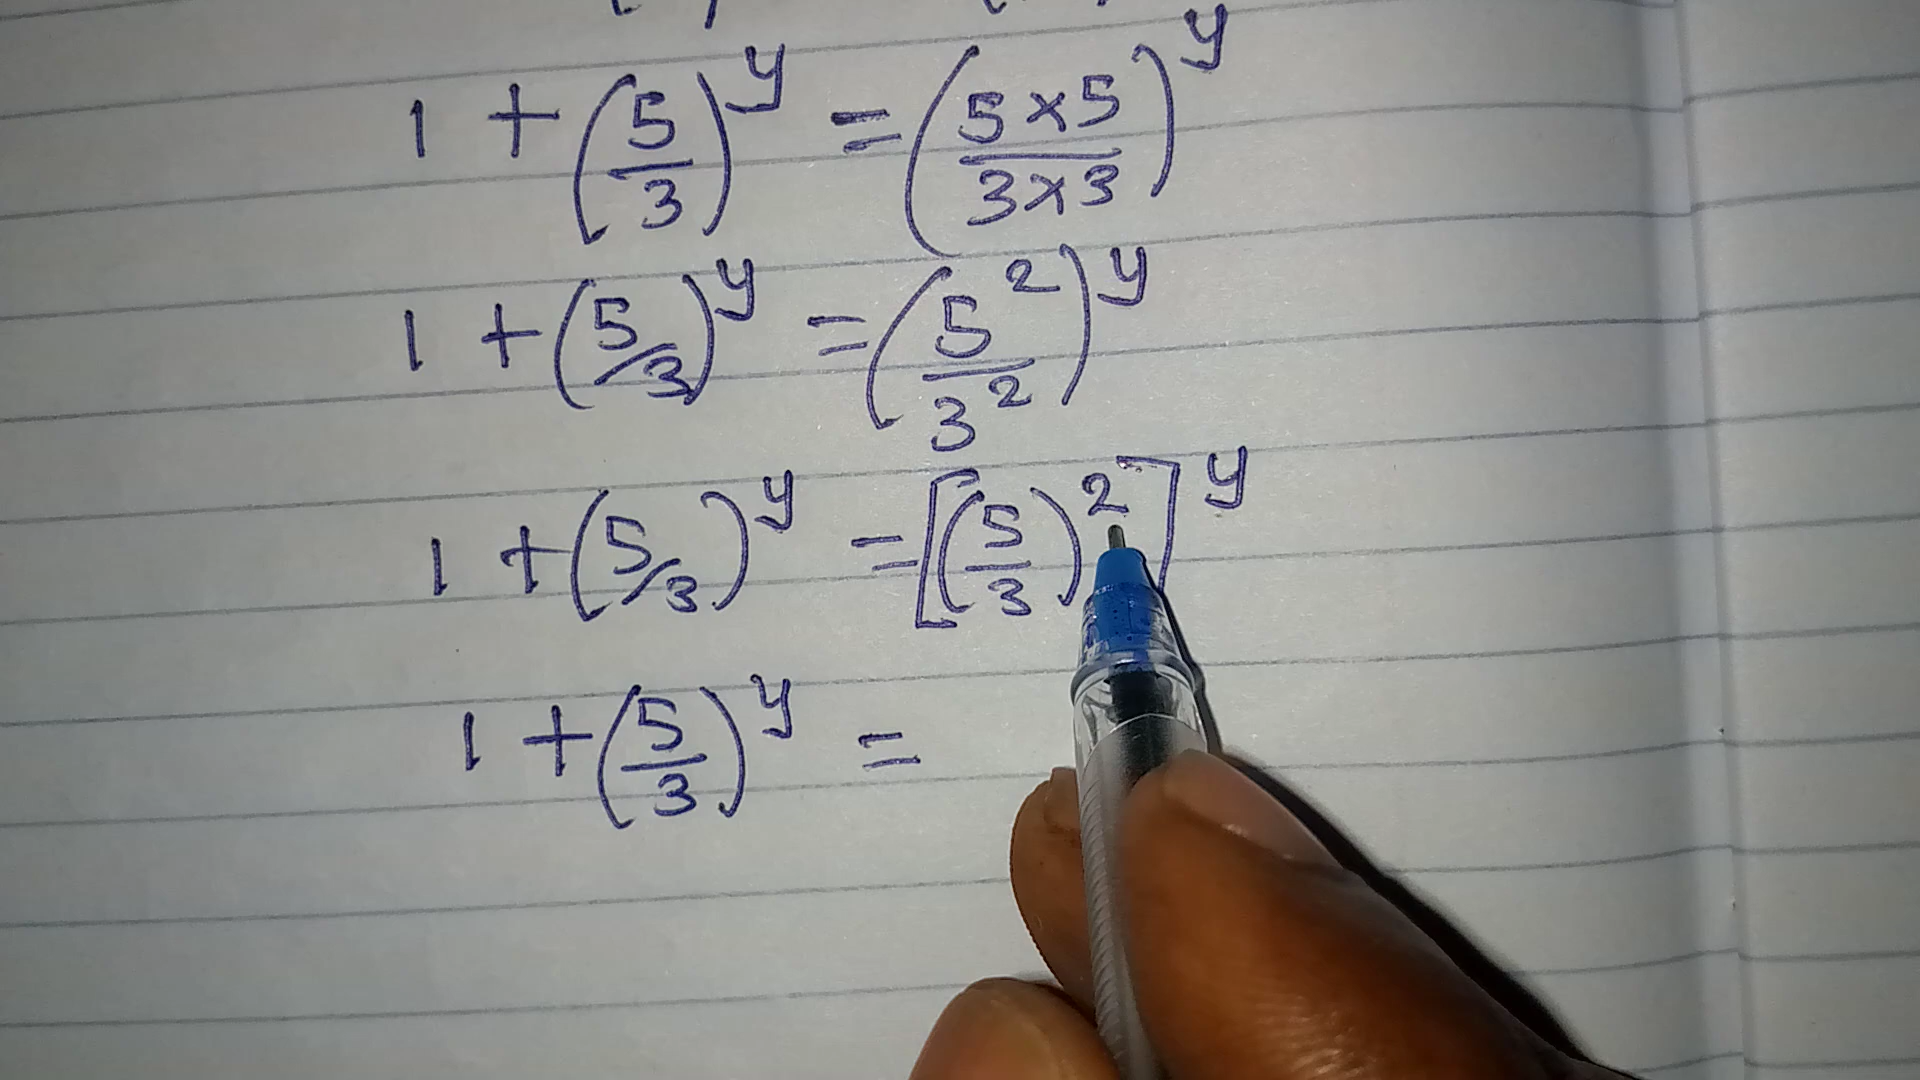 1 + (5/3)^y = (5×5/3×3)^y
1 + (5/3)^y = (5^2/3^2)^y
1 + (5/3)^y = [(5/3)^2]^y
1 + (5/3)^y =